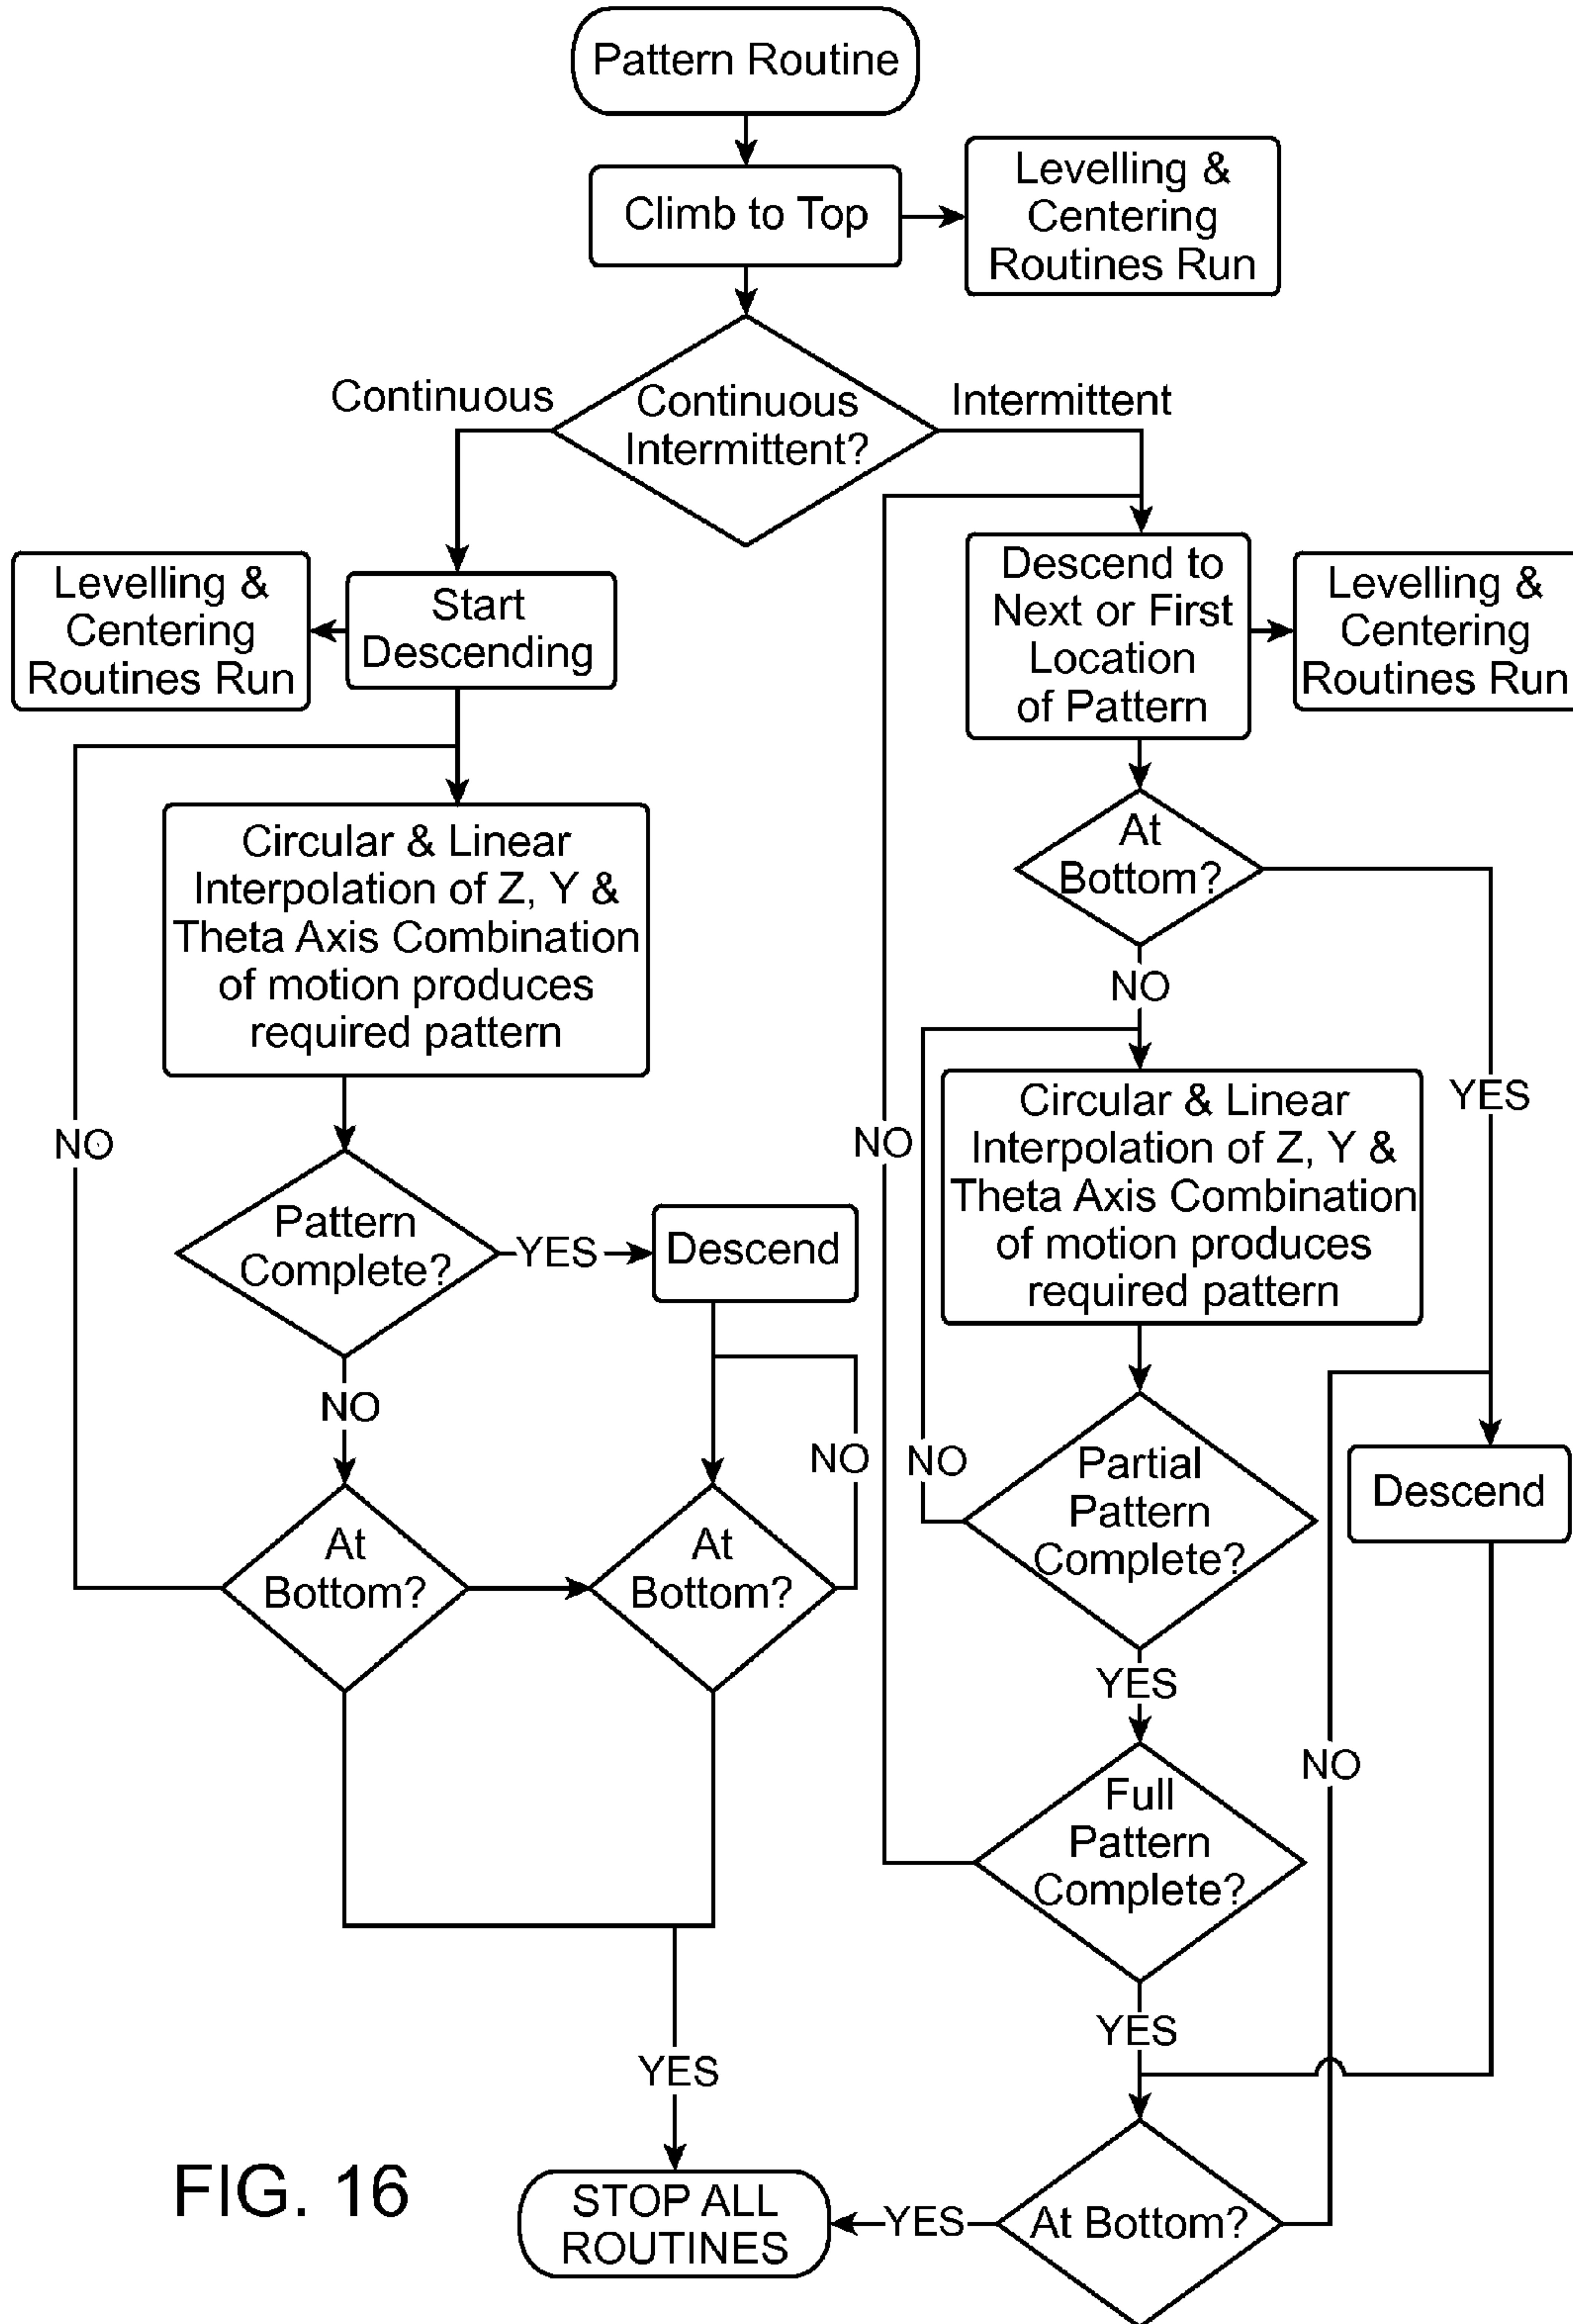 Pattern Routine
Climb to Top
Levelling &
Centering
Routines Run
Continuous
Continuous
Intermittent?
Intermittent
Levelling &
Centering
Routines Run
Start
Descending
Descend to
Next or First
Location
of Pattern
Levelling &
Centering
Routines Run
Circular & Linear
Interpolation of Z, Y &
Theta Axis Combination
of motion produces
required pattern
At
Bottom?
NO
YES
NO
Pattern
Complete?
YES
Descend
NO
NO
Circular & Linear
Interpolation of Z, Y &
Theta Axis Combination
of motion produces
required pattern
NO
At
Bottom?
At
Bottom?
NO
NO
Partial
Pattern
Complete?
Descend
YES
Full
Pattern
Complete?
NO
YES
YES
FIG. 16
STOP ALL
ROUTINES
YES
At Bottom?